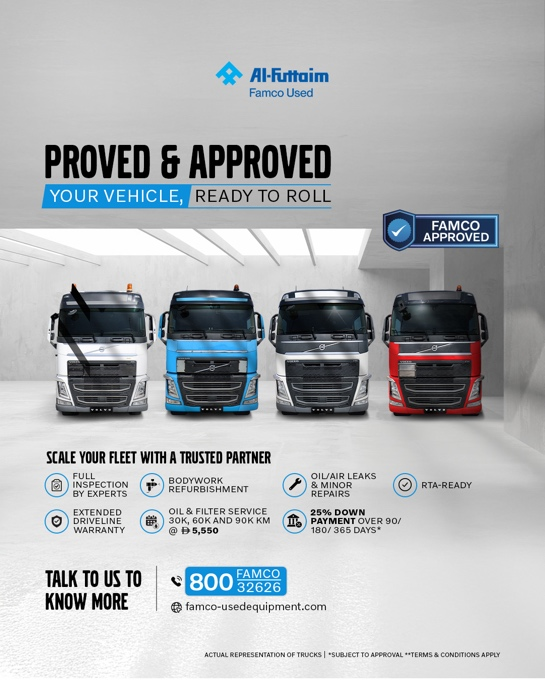 Al-Futtaim
Famco Used
PROVED & APPROVED
YOUR VEHICLE, READY TO ROLL
FAMCO
APPROVED
SCALE YOUR FLEET WITH A TRUSTED PARTNER
FULL
INSPECTION
BY EXPERTS
BODYWORK
REFURBISHMENT
OIL/AIR LEAKS
& MINOR
REPAIRS
RTA-READY
EXTENDED
DRIVELINE
WARRANTY
OIL & FILTER SERVICE
30K, 60K AND 90K KM
@ 5,550
25% DOWN
PAYMENT OVER 90/
180/ 365 DAYS*
TALK TO US TO
KNOW MORE
800 FAMCO
32626
famco-usedequipment.com
ACTUAL REPRESENTATION OF TRUCKS | *SUBJECT TO APPROVAL **TERMS & CONDITIONS APPLY